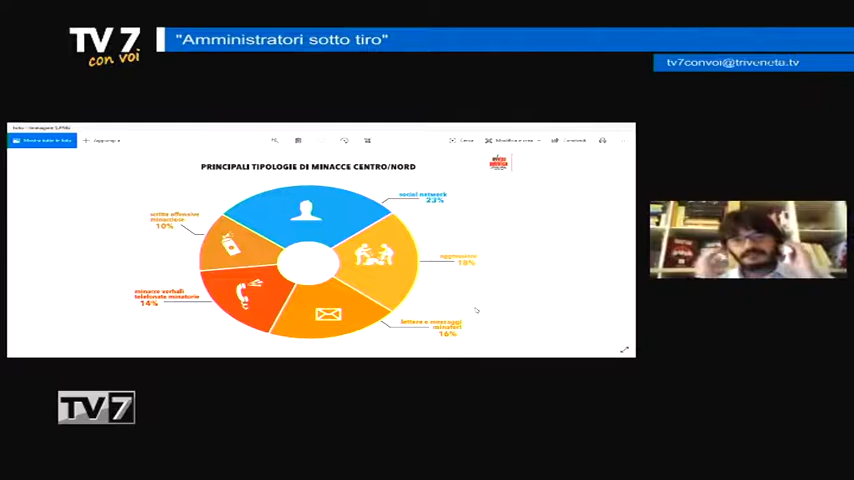 TV7
con voi
"Amministratori sotto tiro"
tv7convoi@triveneta.tv
PRINCIPALI TIPOLOGIE DI MINACCE CENTRO/NORD
social network
23%
scritte offensive
minacciose
10%
aggressioni
18%
minacce verbali
telefonate minatorie
14%
lettere e messaggi
minatori
16%
TV7